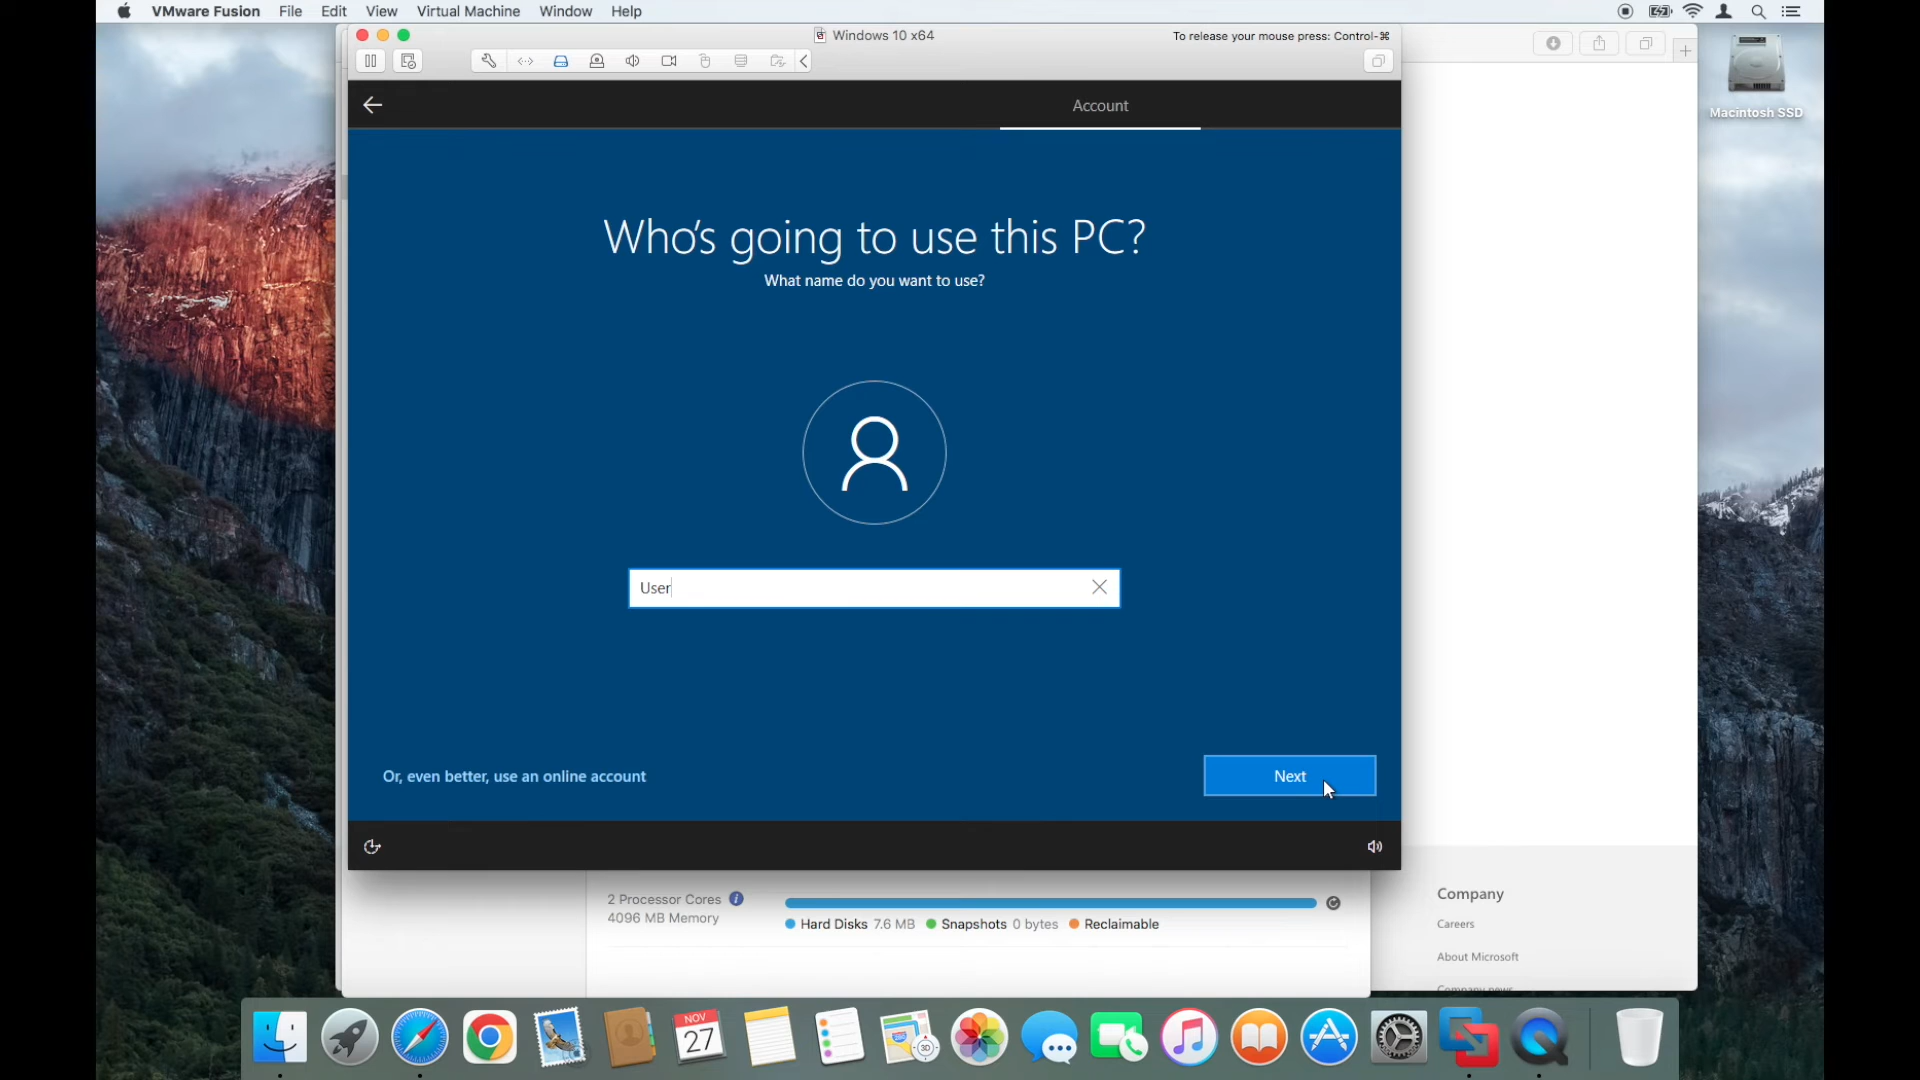 VMware Fusion File Edit View Virtual Machine Window Help
Windows 10 x64
To release your mouse press: Control-⌘
Macintosh SSD
Account
Who's going to use this PC?
What name do you want to use?
User
Or, even better, use an online account
Next
2 Processor Cores
4096 MB Memory
Hard Disks 7.6 MB Snapshots 0 bytes Reclaimable
Company
Careers
About Microsoft
Company news
NOV
27
3D